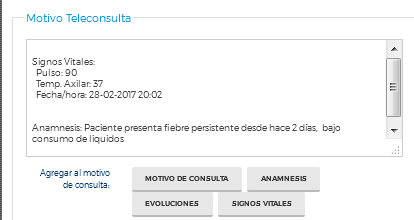 Motivo Teleconsulta
Signos Vitales:
Pulso: 90
Temp. Axilar: 37
Fecha/hora: 28-02-2017 20:02
Anamnesis: Paciente presenta fiebre persistente desde hace 2 días, bajo
consumo de liquidos
Agregar al motivo
de consulta:
MOTIVO DE CONSULTA
ANAMNESIS
EVOLUCIONES
SIGNOS VITALES